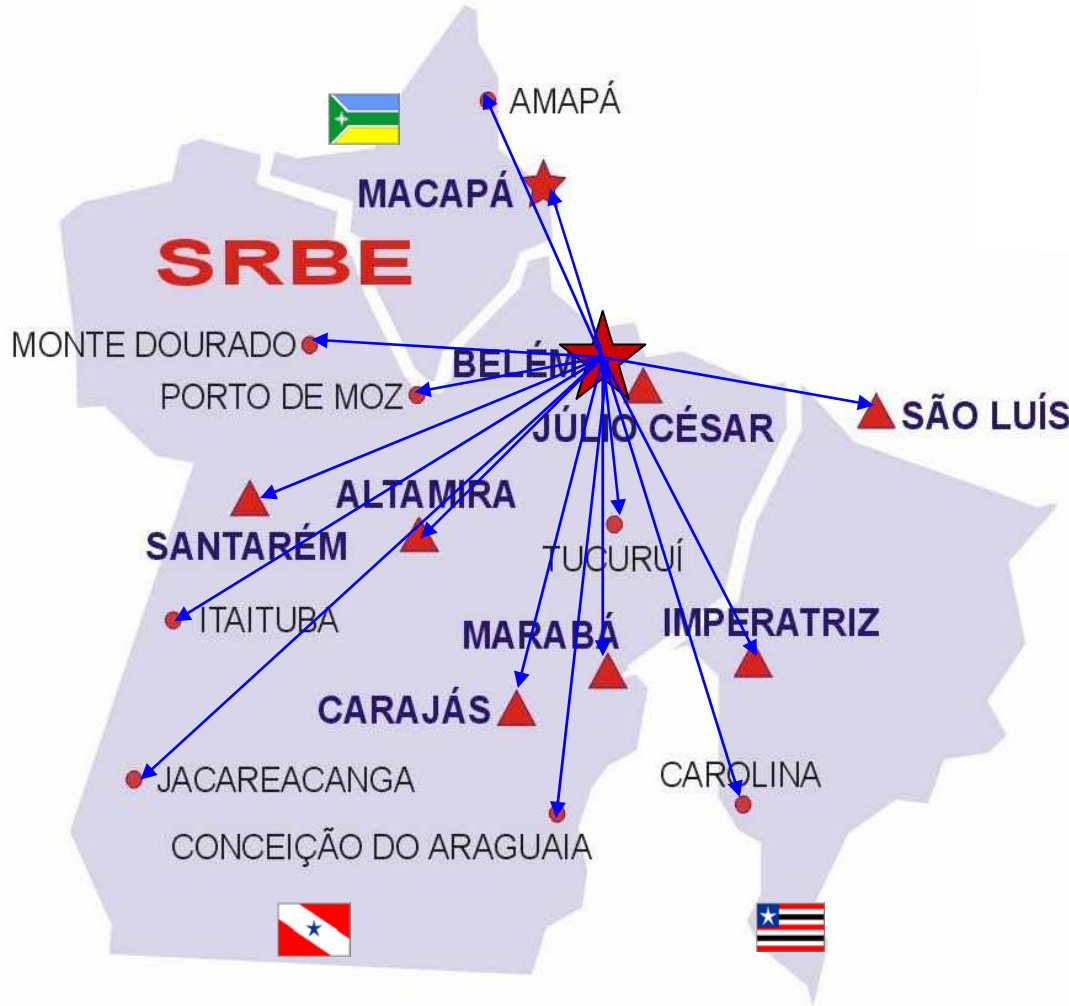 AMAPÁ
MACAPÁ
SRBE
MONTE DOURADO
BELÉM
PORTO DE MOZ
JÚLIO CÉSAR
SÃO LUÍS
ALTAMIRA
SANTARÉM
TUCURUÍ
ITAITUBA
MARABÁ
IMPERATRIZ
CARAJÁS
JACAREACANGA
CAROLINA
CONCEIÇÃO DO ARAGUAIA